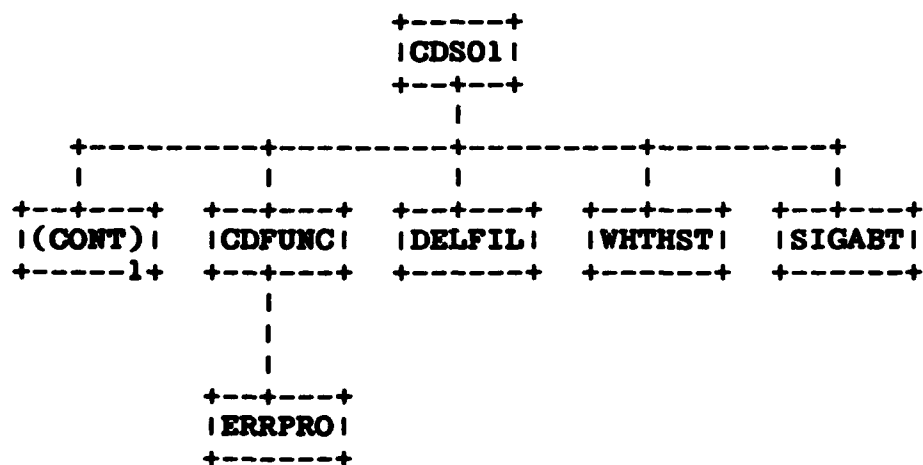 CDS01
(CONT) CDFUNC DELFIL WHTHST SIGABT
1
ERRPRO